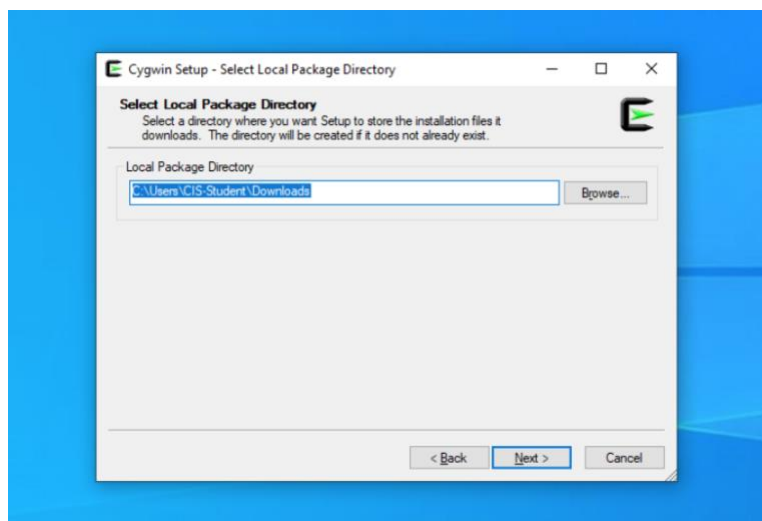 Cygwin Setup - Select Local Package Directory
Select Local Package Directory
Select a directory where you want Setup to store the installation files it
downloads. The directory will be created if it does not already exist.
Local Package Directory
C:\Users\CIS-Student\Downloads
Browse...
< Back
Next >
Cancel